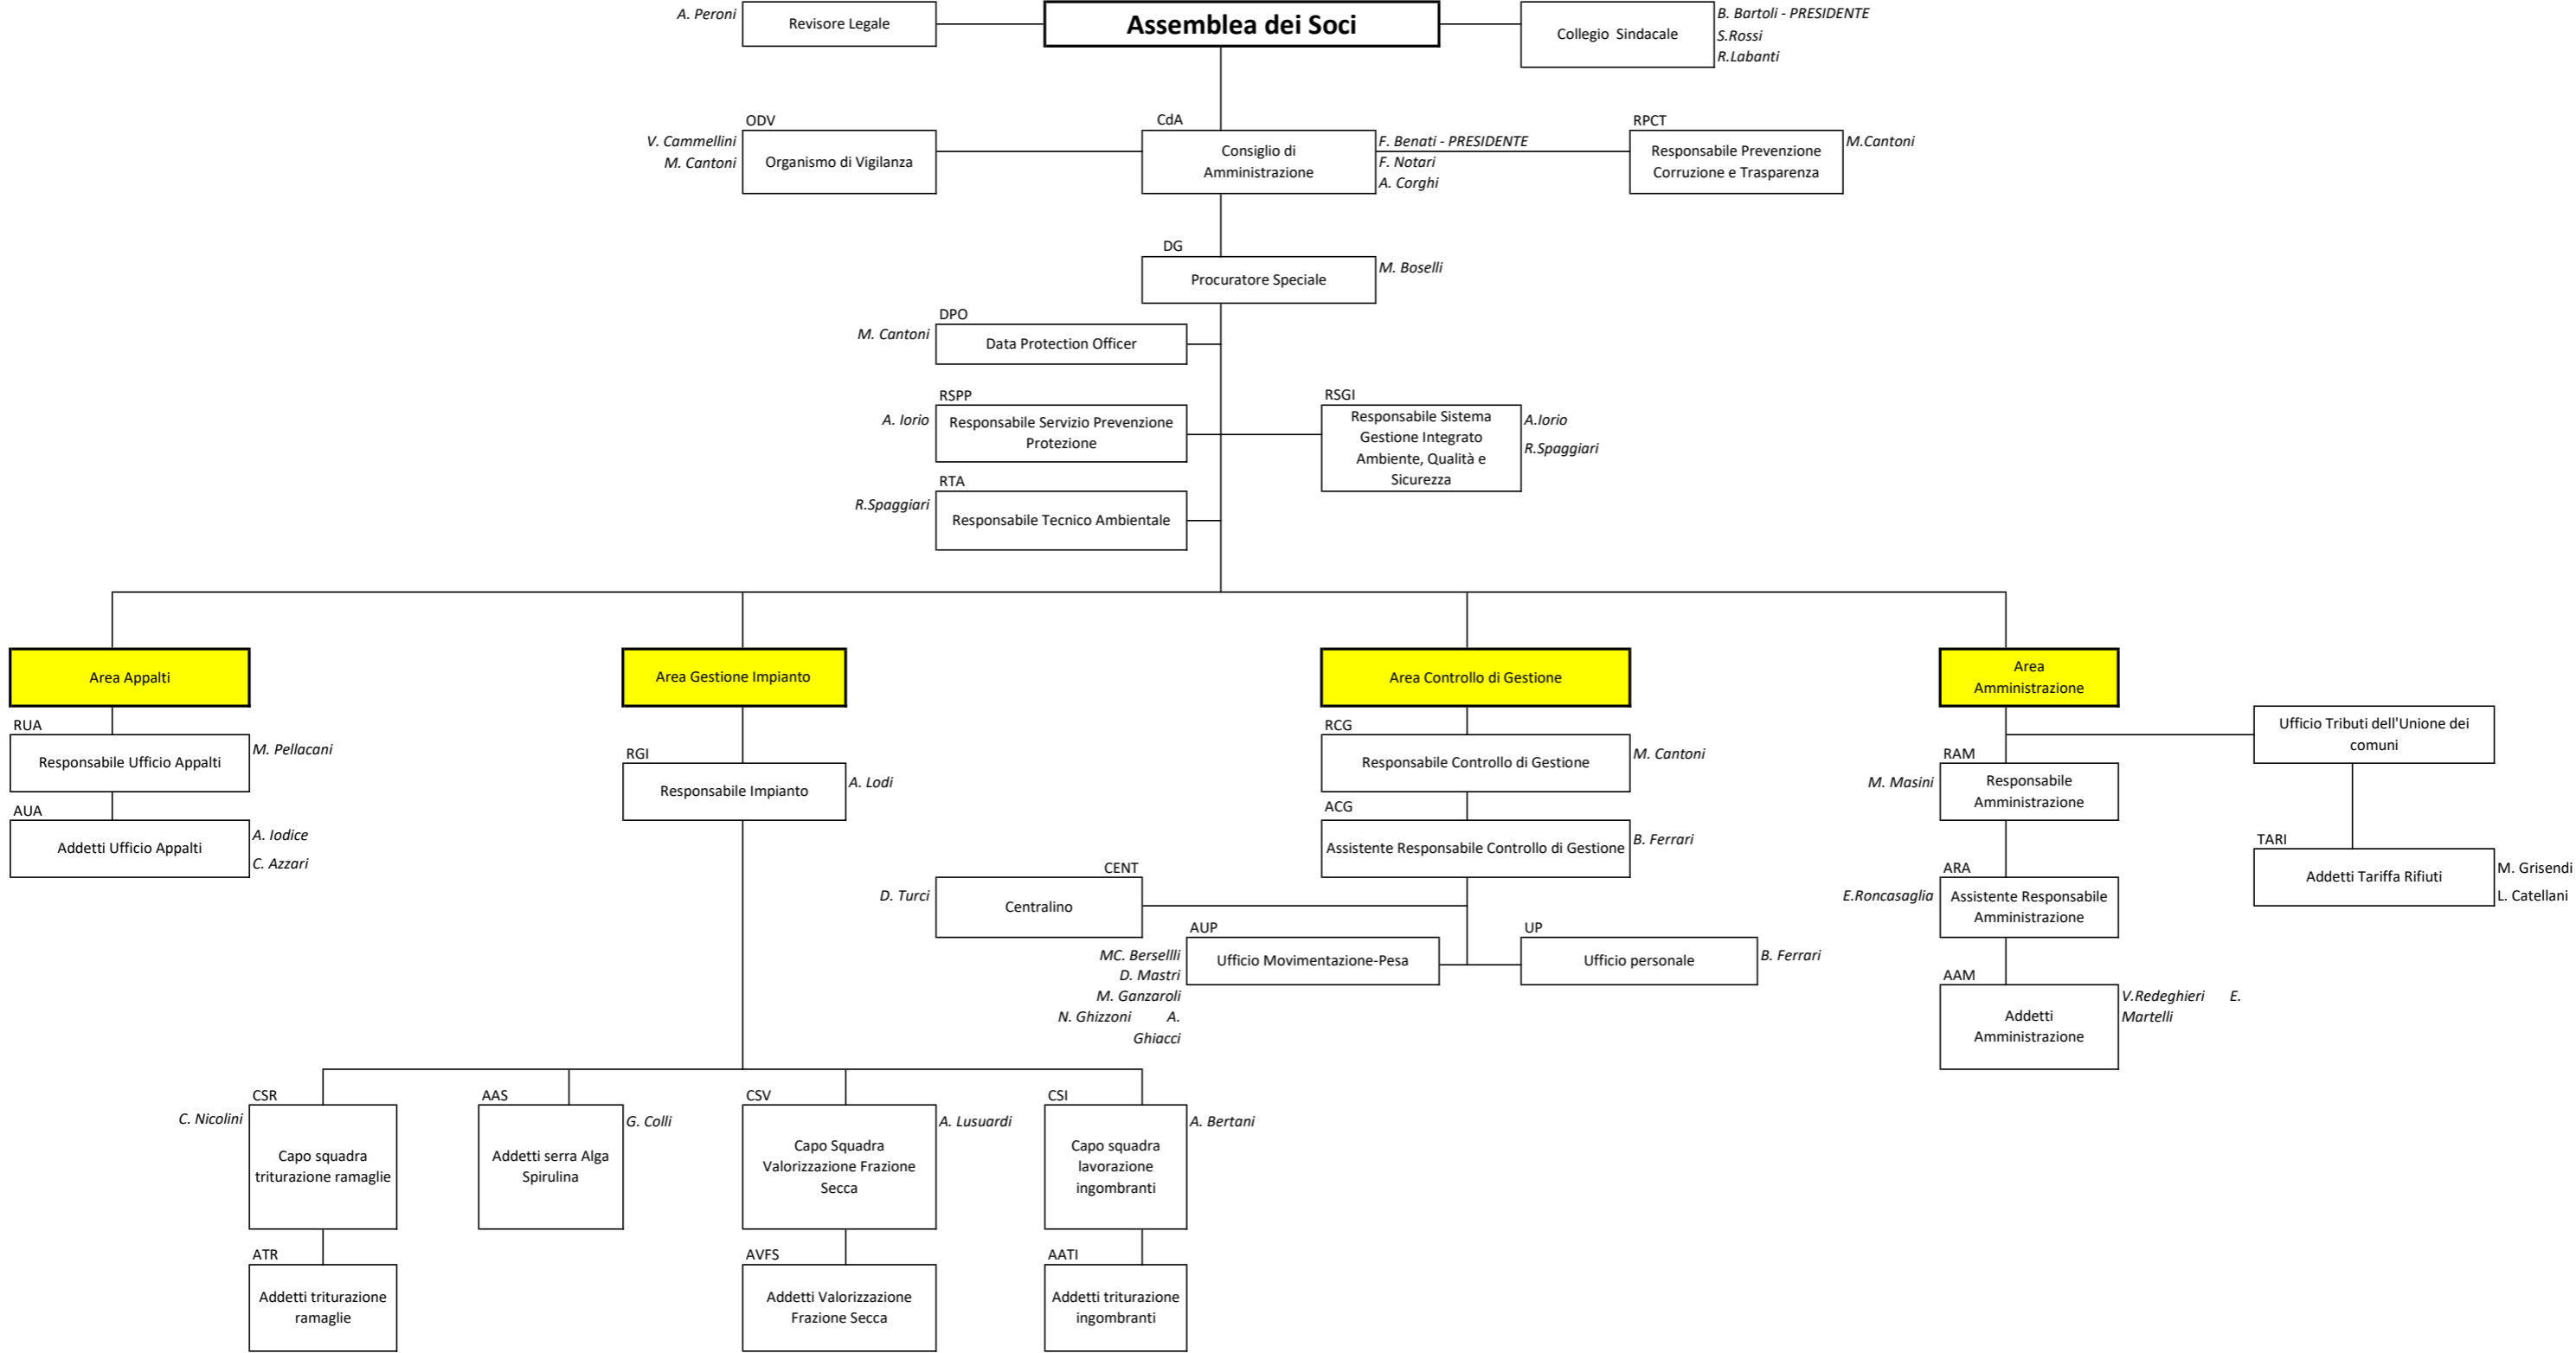 A. Peroni
Revisore Legale
Assemblea dei Soci
Collegio  Sindacale
B. Bartoli - PRESIDENTE
S.Rossi
R.Labanti
ODV
V. Cammellini
M. Cantoni
Organismo di Vigilanza
CdA
Consiglio di
Amministrazione
F. Benati - PRESIDENTE
F. Notari
A. Corghi
RPCT
Responsabile Prevenzione
Corruzione e Trasparenza
M.Cantoni
DG
Procuratore Speciale
M. Boselli
DPO
M. Cantoni
Data Protection Officer
RSPP
A. Iorio
Responsabile Servizio Prevenzione
Protezione
RSGI
Responsabile Sistema
Gestione Integrato
Ambiente, Qualità e
Sicurezza
A.Iorio
R.Spaggiari
RTA
R.Spaggiari
Responsabile Tecnico Ambientale
Area Appalti
RUA
Responsabile Ufficio Appalti
M. Pellacani
AUA
Addetti Ufficio Appalti
A. Iodice
C. Azzari
Area Gestione Impianto
RGI
Responsabile Impianto
A. Lodi
Area Controllo di Gestione
RCG
Responsabile Controllo di Gestione
M. Cantoni
ACG
Assistente Responsabile Controllo di Gestione
B. Ferrari
CENT
D. Turci
Centralino
AUP
MC. Bersellli
D. Mastri
M. Ganzaroli
N. Ghizzoni A.
Ghiacci
Ufficio Movimentazione-Pesa
UP
Ufficio personale
B. Ferrari
Area
Amministrazione
Ufficio Tributi dell'Unione dei
comuni
RAM
M. Masini
Responsabile
Amministrazione
TARI
Addetti Tariffa Rifiuti
M. Grisendi
L. Catellani
ARA
E.Roncasaglia
Assistente Responsabile
Amministrazione
AAM
Addetti
Amministrazione
V.Redeghieri E.
Martelli
CSR
C. Nicolini
Capo squadra
triturazione ramaglie
AAS
Addetti serra Alga
Spirulina
G. Colli
CSV
Capo Squadra
Valorizzazione Frazione
Secca
A. Lusuardi
CSI
Capo squadra
lavorazione
ingombranti
A. Bertani
ATR
Addetti triturazione
ramaglie
AVFS
Addetti Valorizzazione
Frazione Secca
AATI
Addetti triturazione
ingombranti